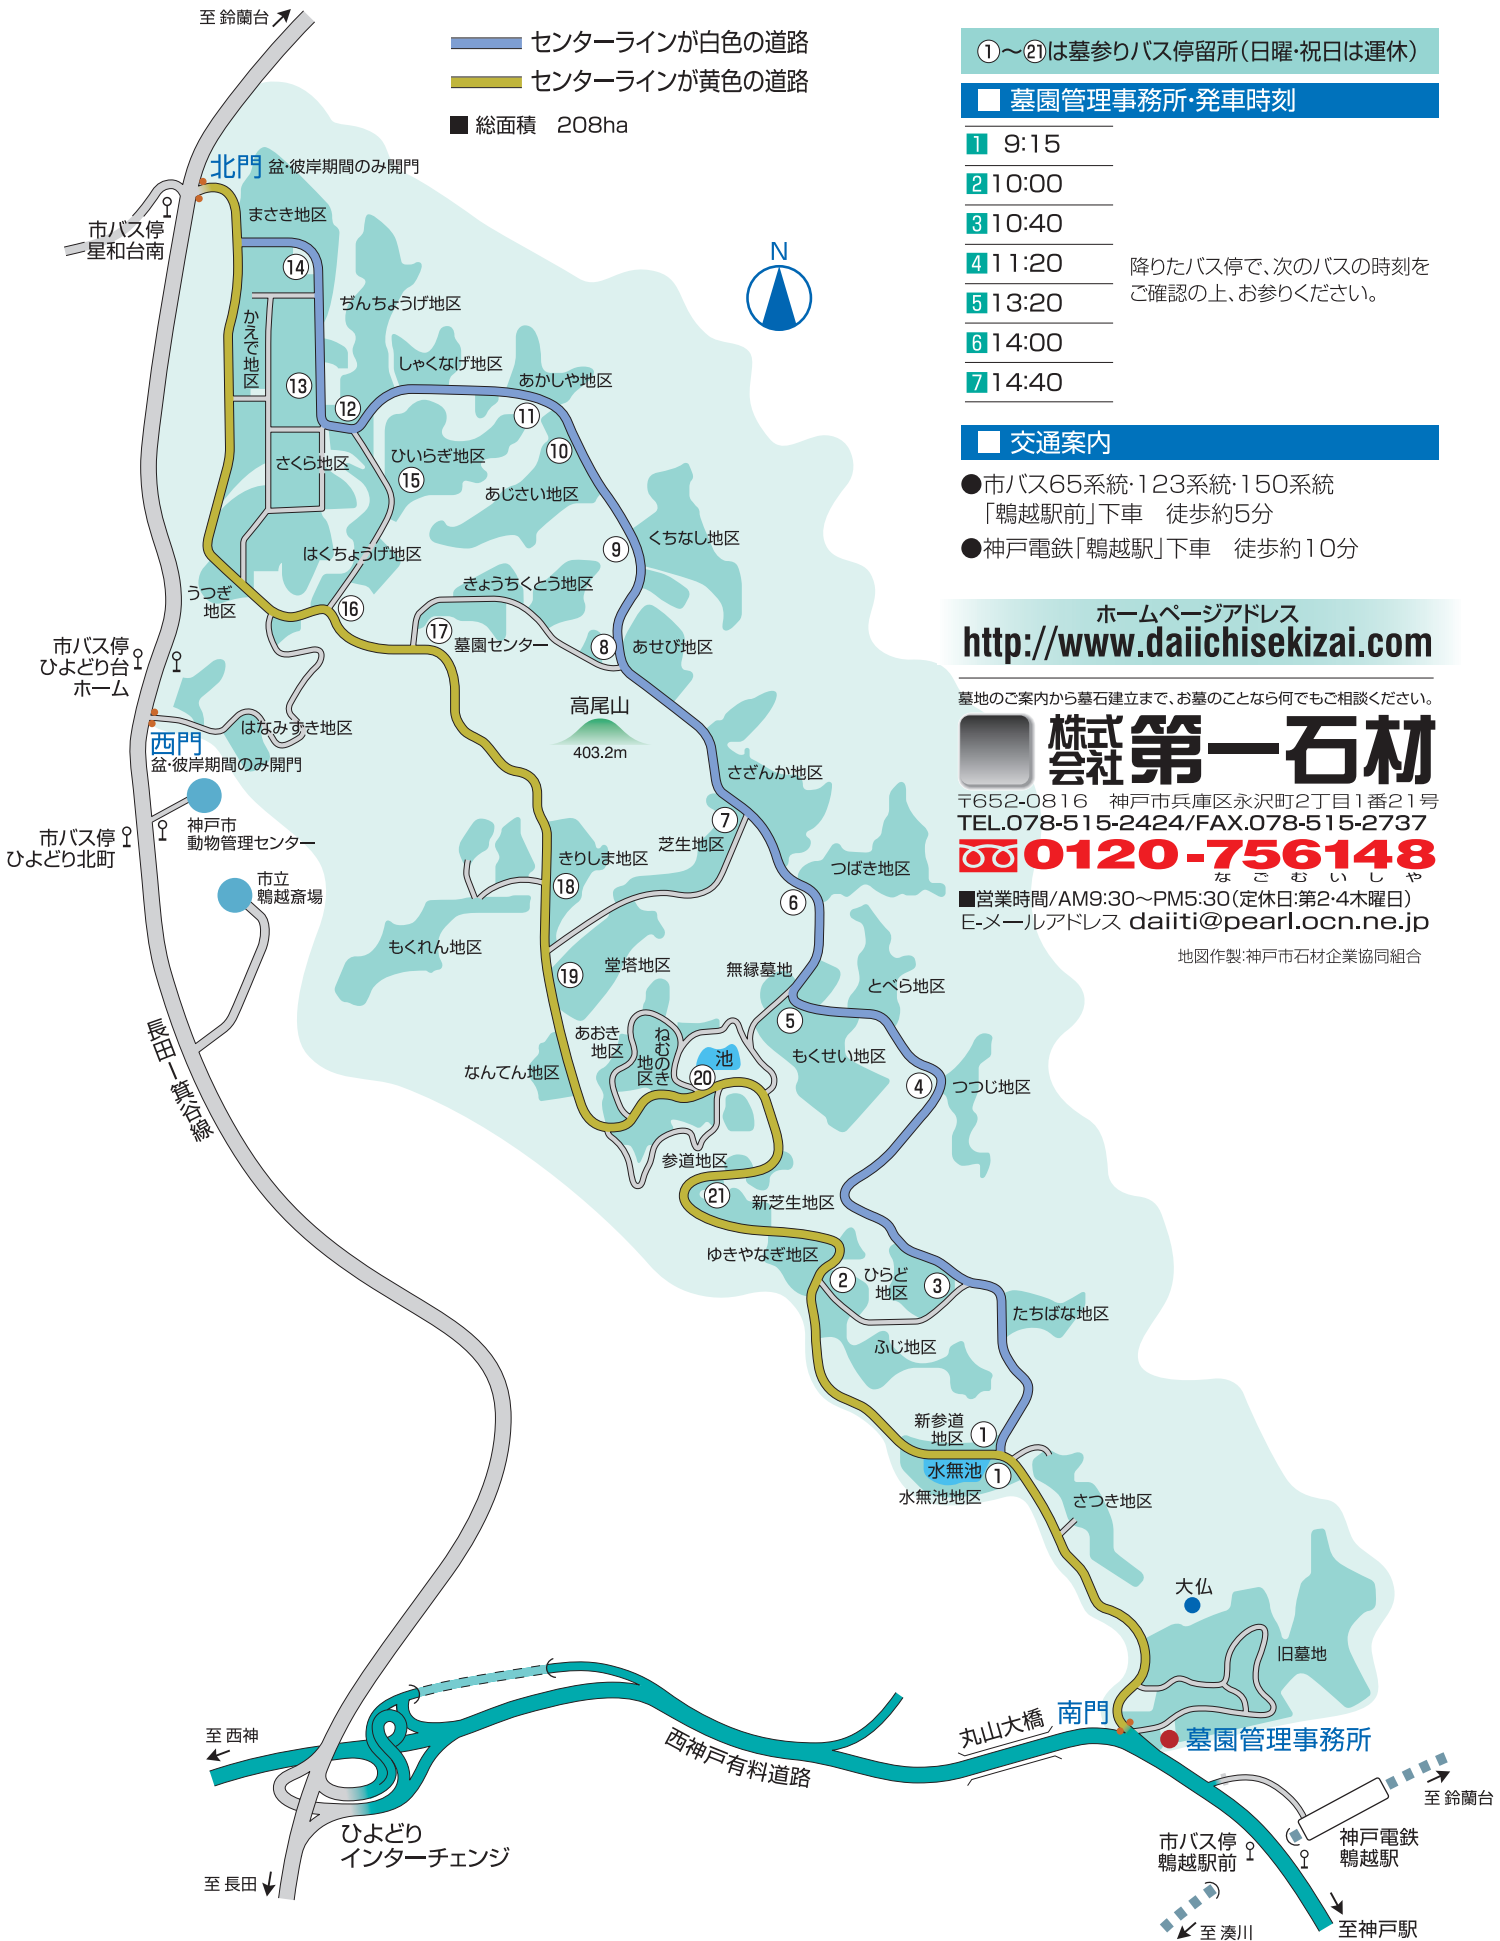 至 鈴蘭台
センターラインが白色の道路
センターラインが黄色の道路
■ 総面積　208ha
①〜㉑は墓参りバス停留所(日曜・祝日は運休)
■ 墓園管理事務所・発車時刻
1 9:15
2 10:00
3 10:40
4 11:20
5 13:20
6 14:00
7 14:40
降りたバス停で、次のバスの時刻を
ご確認の上、お参りください。
■ 交通案内
●市バス65系統・123系統・150系統
「鵯越駅前」下車　徒歩約5分
●神戸電鉄「鵯越駅」下車　徒歩約10分
ホームページアドレス
http://www.daiichisekizai.com
墓地のご案内から墓石建立まで、お墓のことなら何でもご相談ください。
株式会社 第一石材
〒652-0816　神戸市兵庫区永沢町2丁目1番21号
TEL.078-515-2424/FAX.078-515-2737
0120-756148
なごむいしや
■営業時間/AM9:30〜PM5:30(定休日:第2・4木曜日)
E-メールアドレス daiiti@pearl.ocn.ne.jp
地図作製:神戸市石材企業協同組合
N
北門 盆・彼岸期間のみ開門
市バス停
星和台南
まさき地区
⑭
ぢんちょうげ地区
かえで地区
⑬
しゃくなげ地区
あかしや地区
⑫
⑪
⑩
さくら地区
ひいらぎ地区
⑮
あじさい地区
⑨
くちなし地区
はくちょうげ地区
きょうちくとう地区
うつぎ
地区
⑯
⑰
墓園センター
⑧
あせび地区
市バス停
ひよどり台
ホーム
高尾山
403.2m
はなみずき地区
西門
盆・彼岸期間のみ開門
さざんか地区
神戸市
動物管理センター
市バス停
ひよどり北町
⑦
芝生地区
きりしま地区
⑱
つばき地区
市立
鵯越斎場
⑥
もくれん地区
堂塔地区
⑲
無縁墓地
とべら地区
⑤
あおき
地区
ねむのき
地区
池
もくせい地区
なんてん地区
⑳
④
つつじ地区
長田ー箕谷線
参道地区
㉑
新芝生地区
ゆきやなぎ地区
②
ひらど
地区
③
たちばな地区
ふじ地区
新参道
地区
①
水無池
①
水無池地区
さつき地区
大仏
旧墓地
南門
墓園管理事務所
丸山大橋
西神戸有料道路
至 西神
ひよどり
インターチェンジ
至 長田
至 鈴蘭台
神戸電鉄
鵯越駅
市バス停
鵯越駅前
至 湊川
至神戸駅